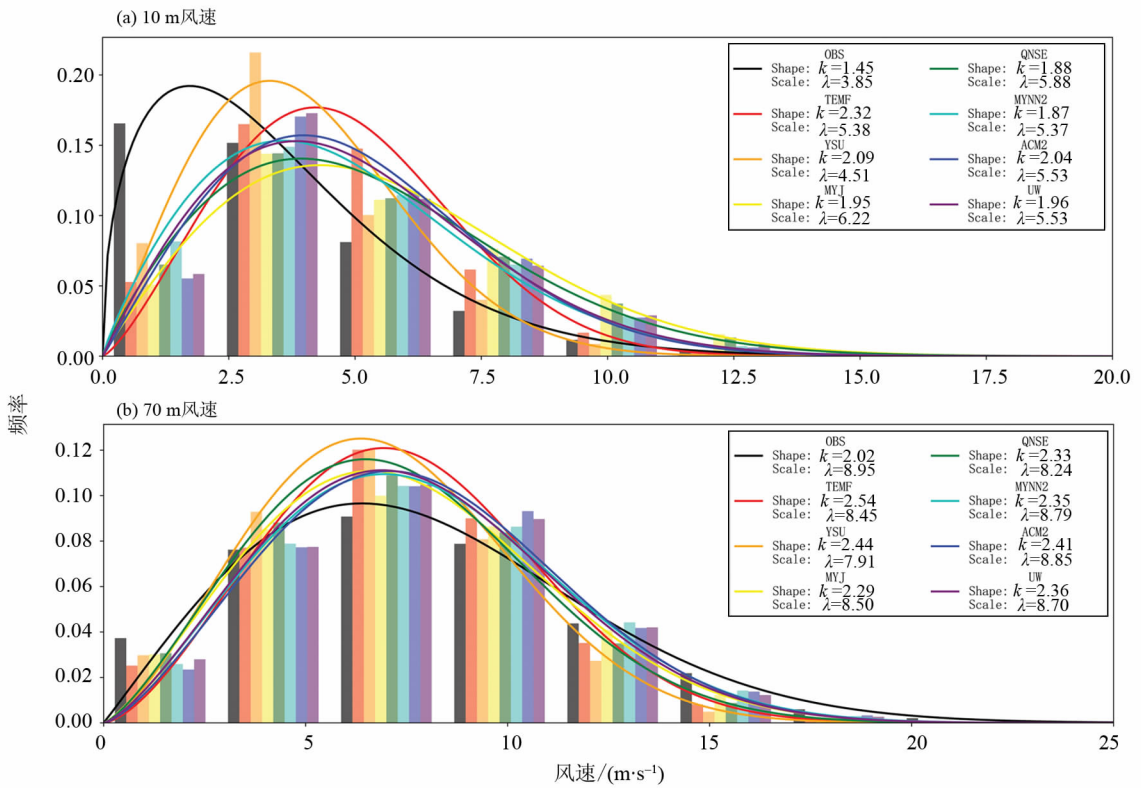 (a) 10 m风速
OBS
Shape: k=1.45
Scale: λ=3.85
TEMF
Shape: k=2.32
Scale: λ=5.38
YSU
Shape: k=2.09
Scale: λ=4.51
MYJ
Shape: k=1.95
Scale: λ=6.22
QNSE
Shape: k=1.88
Scale: λ=5.88
MYNN2
Shape: k=1.87
Scale: λ=5.37
ACM2
Shape: k=2.04
Scale: λ=5.53
UW
Shape: k=1.96
Scale: λ=5.53
0.20
0.15
0.10
0.05
0.00
0.0 2.5 5.0 7.5 10.0 12.5 15.0 17.5 20.0
频率
(b) 70 m风速
OBS
Shape: k=2.02
Scale: λ=8.95
TEMF
Shape: k=2.54
Scale: λ=8.45
YSU
Shape: k=2.44
Scale: λ=7.91
MYJ
Shape: k=2.29
Scale: λ=8.50
QNSE
Shape: k=2.33
Scale: λ=8.24
MYNN2
Shape: k=2.35
Scale: λ=8.79
ACM2
Shape: k=2.41
Scale: λ=8.85
UW
Shape: k=2.36
Scale: λ=8.70
0.12
0.10
0.08
0.06
0.04
0.02
0.00
0 5 10 15 20 25
风速/(m·s⁻¹)